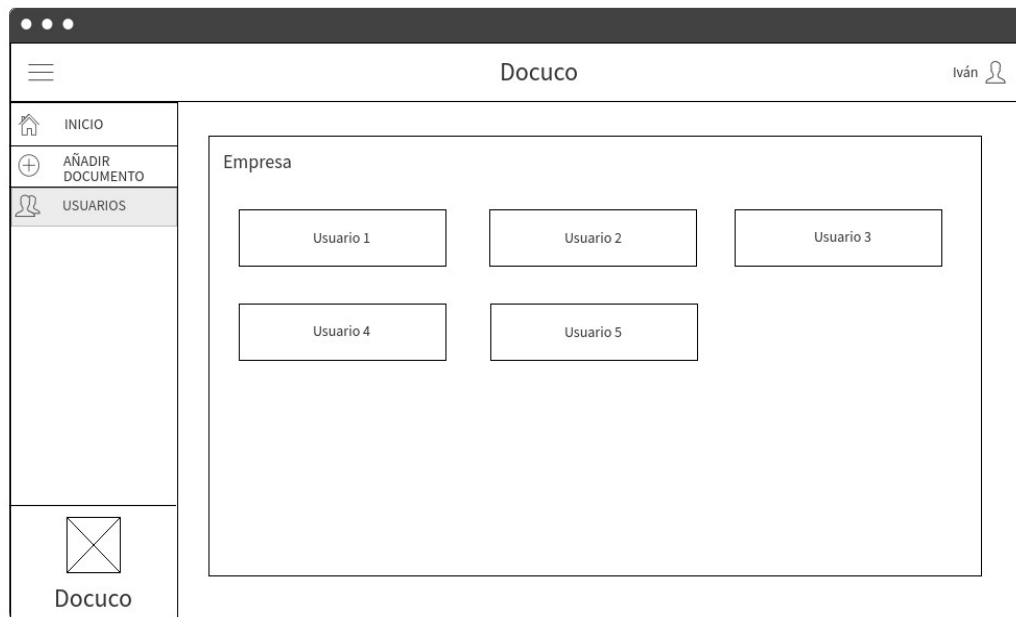 Docuco
Iván
INICIO
AÑADIR
DOCUMENTO
USUARIOS
Empresa
Usuario 1
Usuario 2
Usuario 3
Usuario 4
Usuario 5
Docuco